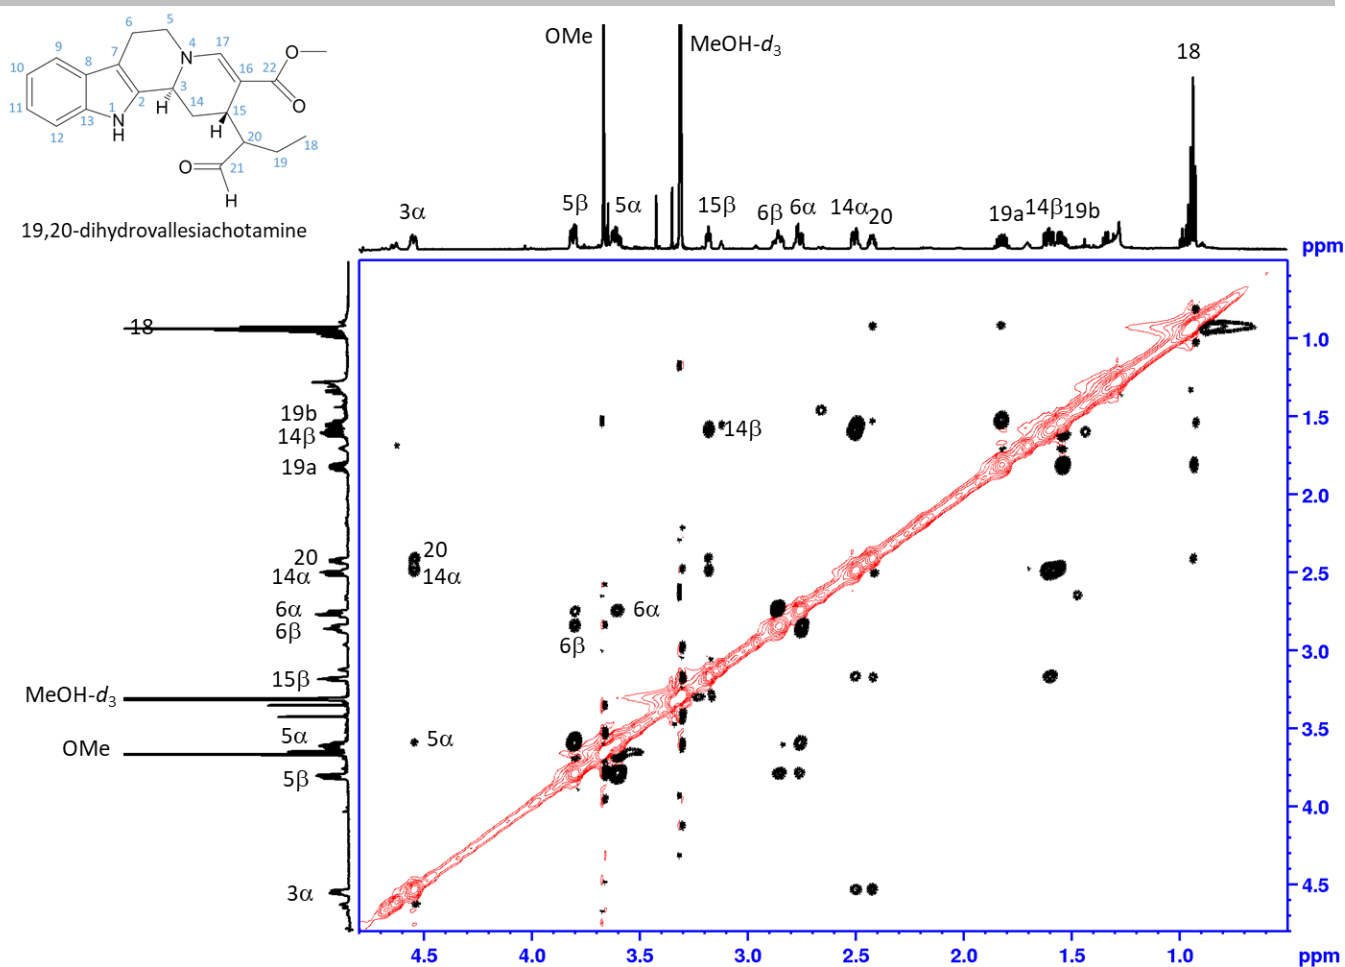 6
5
9
7
N
4
17
O
10
8
16
22
3
11
2
14
H
O
1
15
13
N
H
12
H
20
18
O
21
19
H
19,20-dihydrovallesiachotamine
OMe
MeOH-d3
18
3α
5β
5α
15β
6β
6α
14α
20
19a
14β
19b
ppm
18
19b
14β
19a
20
14α
6α
6β
15β
MeOH-d3
5α
OMe
5β
3α
14β
20
14α
6α
6β
5α
1.0
1.5
2.0
2.5
3.0
3.5
4.0
4.5
ppm
4.5
4.0
3.5
3.0
2.5
2.0
1.5
1.0
ppm